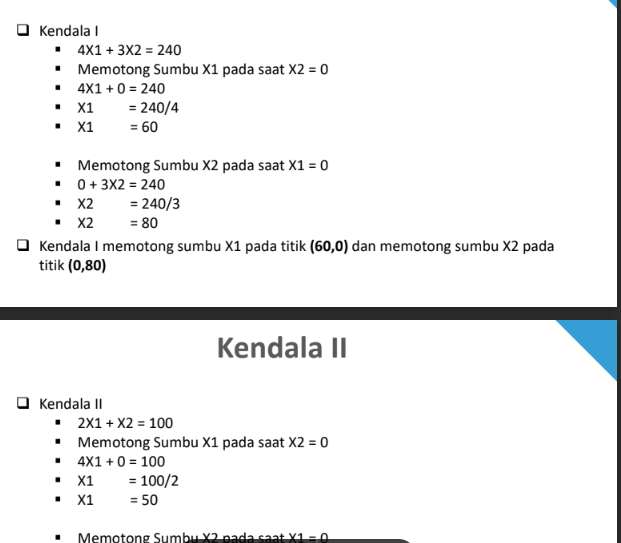 Kendala I
4X1 + 3X2 = 240
Memotong Sumbu X1 pada saat X2 = 0
4X1 + 0 = 240
X1 = 240/4
X1 = 60
Memotong Sumbu X2 pada saat X1 = 0
0 + 3X2 = 240
X2 = 240/3
X2 = 80
Kendala I memotong sumbu X1 pada titik (60,0) dan memotong sumbu X2 pada
titik (0,80)
Kendala II
Kendala II
2X1 + X2 = 100
Memotong Sumbu X1 pada saat X2 = 0
4X1 + 0 = 100
X1 = 100/2
X1 = 50
Memotong Sumbu X2 pada saat X1 = 0